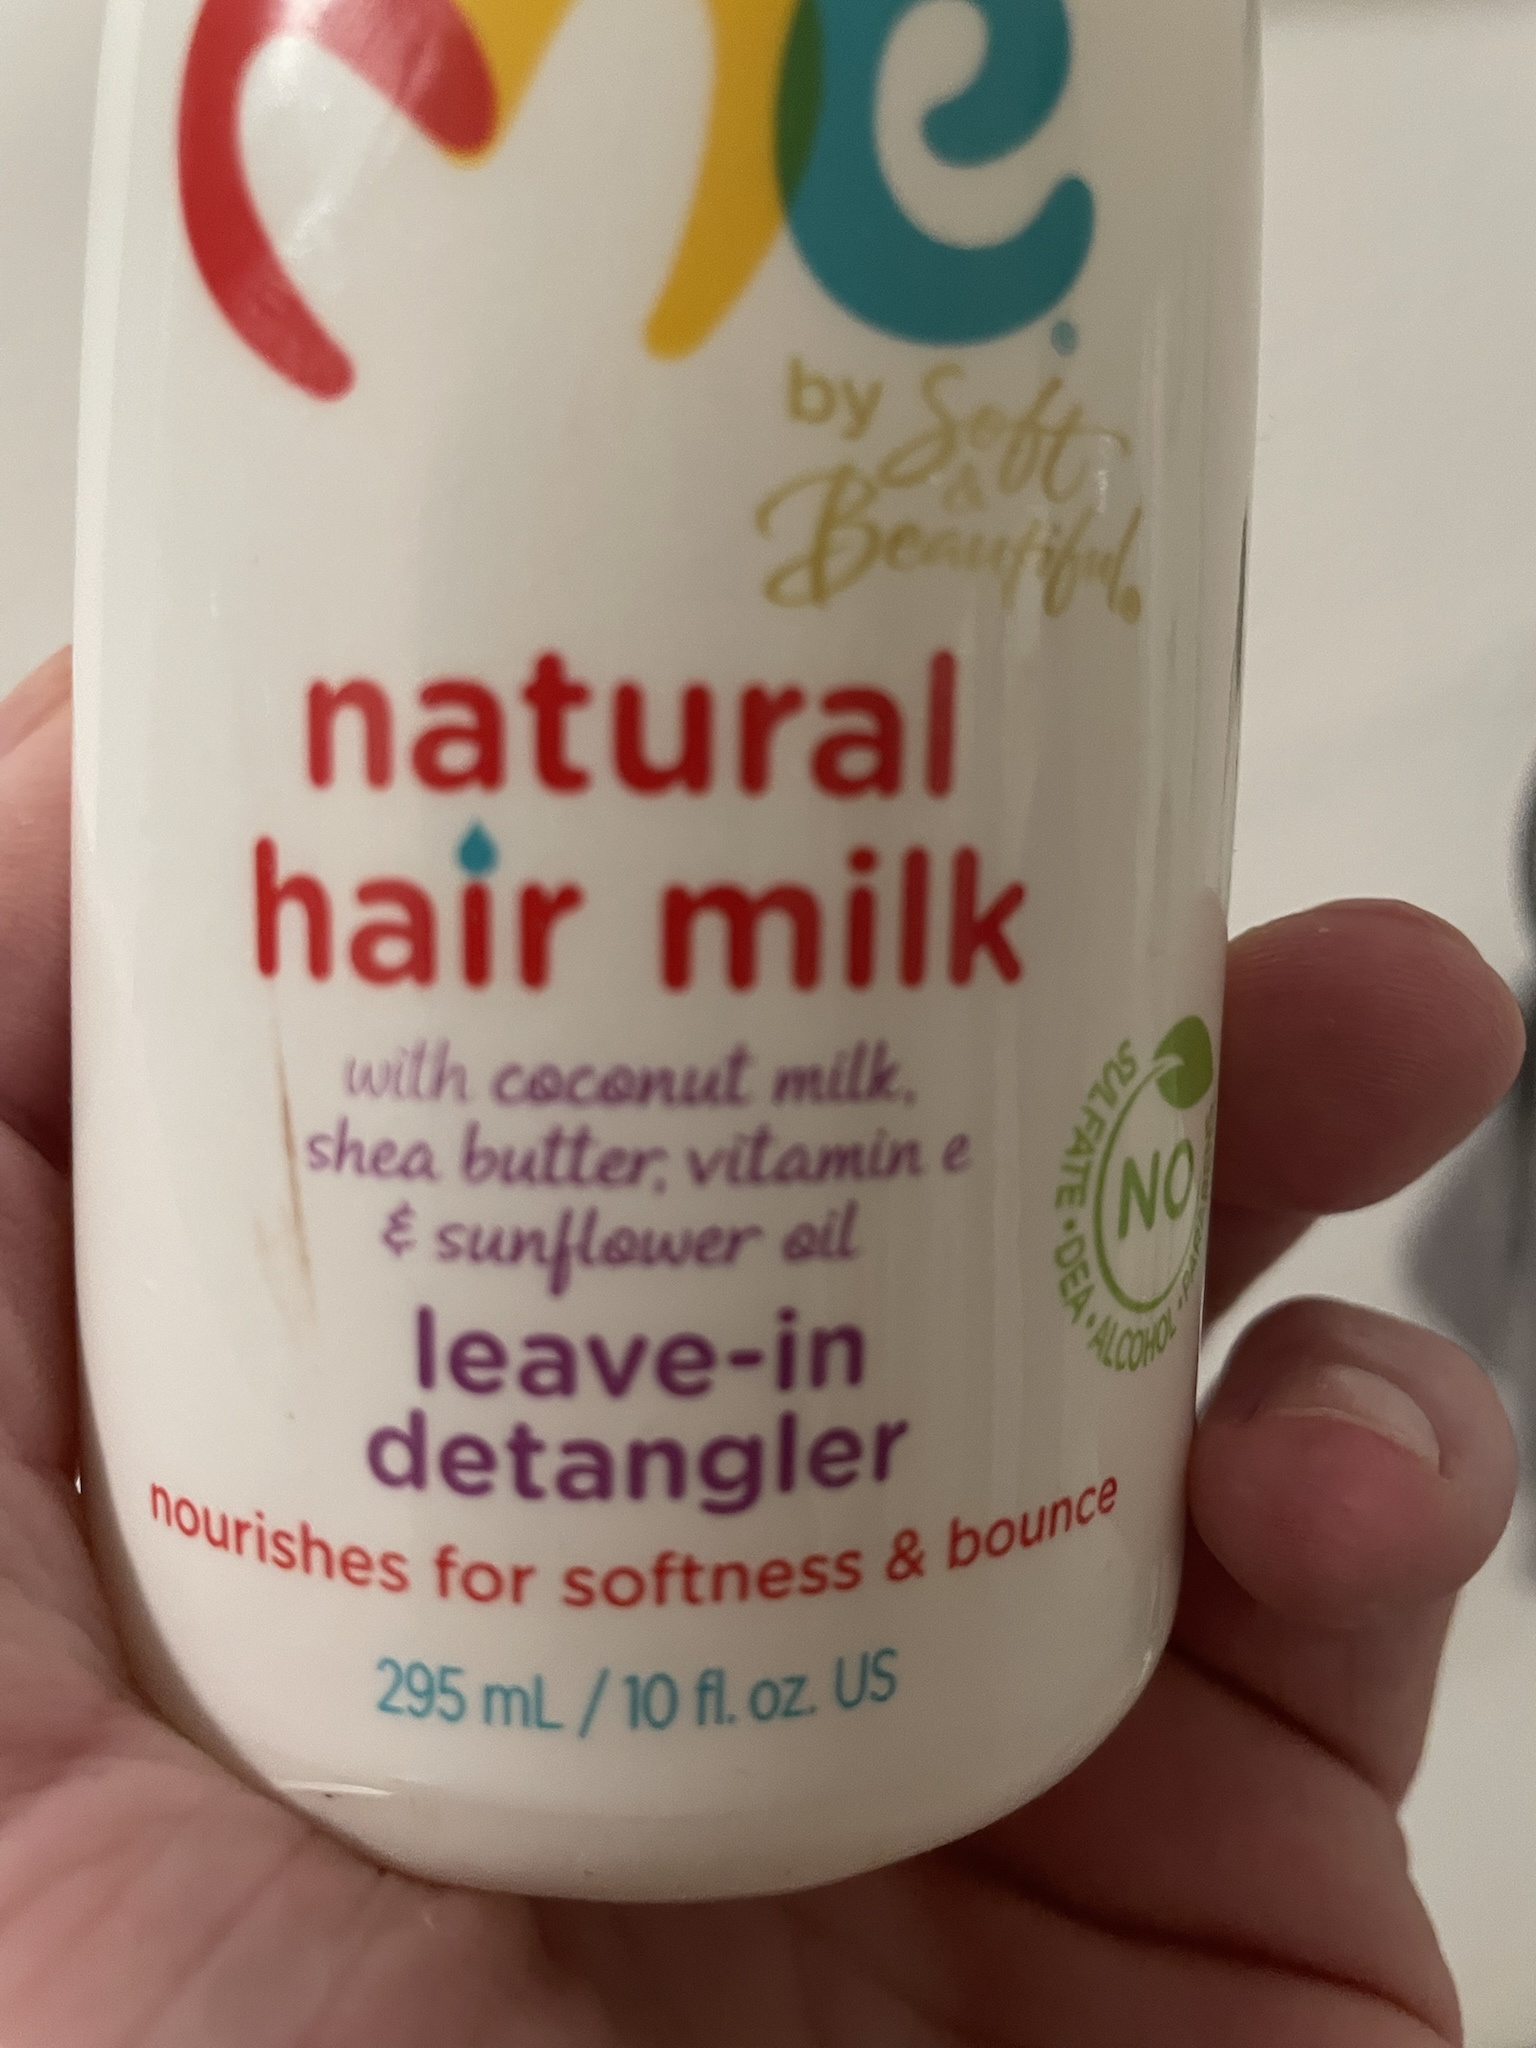 Me
by Soft
&
Beautiful.
natural
hair milk
with coconut milk,
shea butter, vitamin e
& sunflower oil
leave-in
detangler
nourishes for softness & bounce
295 mL / 10 fl. oz. US
NO
SULFATE • DEA • ALCOHOL •